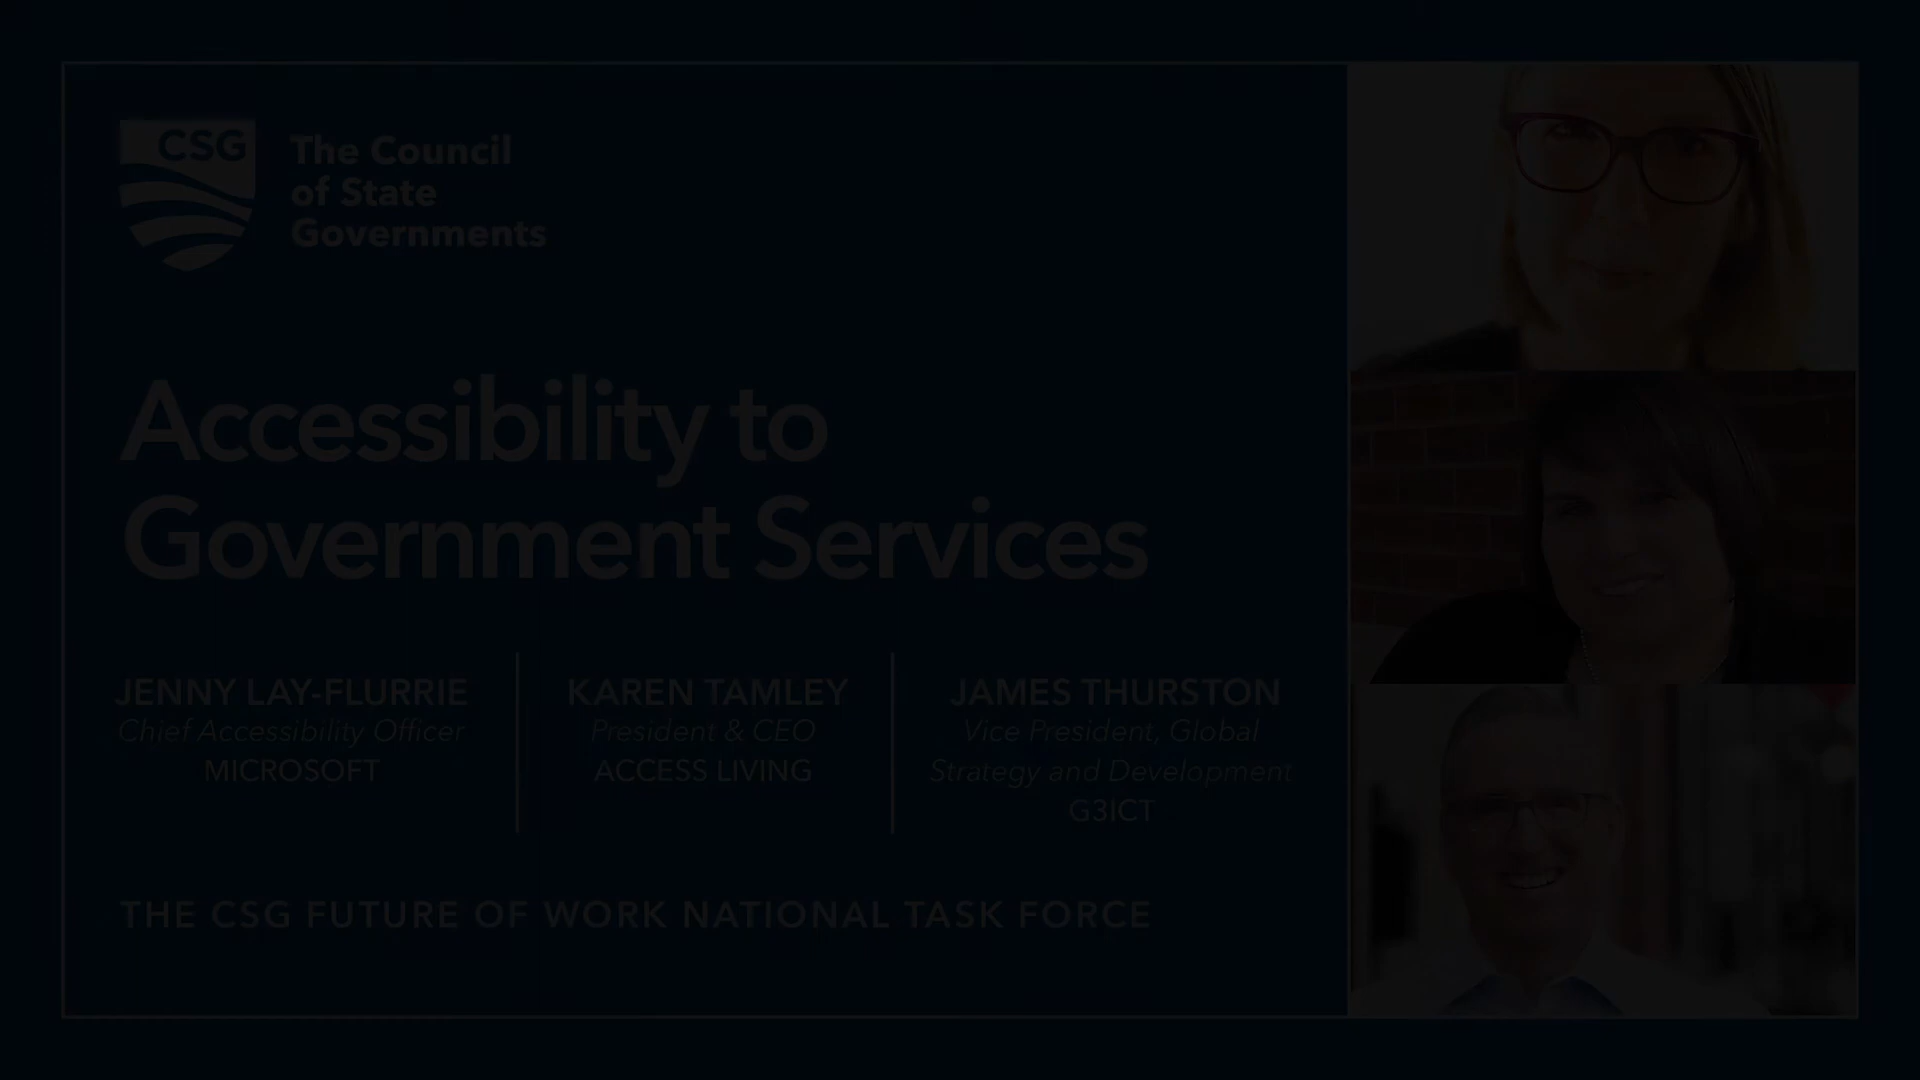 CSG
The Council
of State
Governments
Accessibility to
Government Services
JENNY LAY-FLURRIE
Chief Accessibility Officer
MICROSOFT
KAREN TAMLEY
President & CEO
ACCESS LIVING
JAMES THURSTON
Vice President, Global
Strategy and Development
G3ICT
THE CSG FUTURE OF WORK NATIONAL TASK FORCE